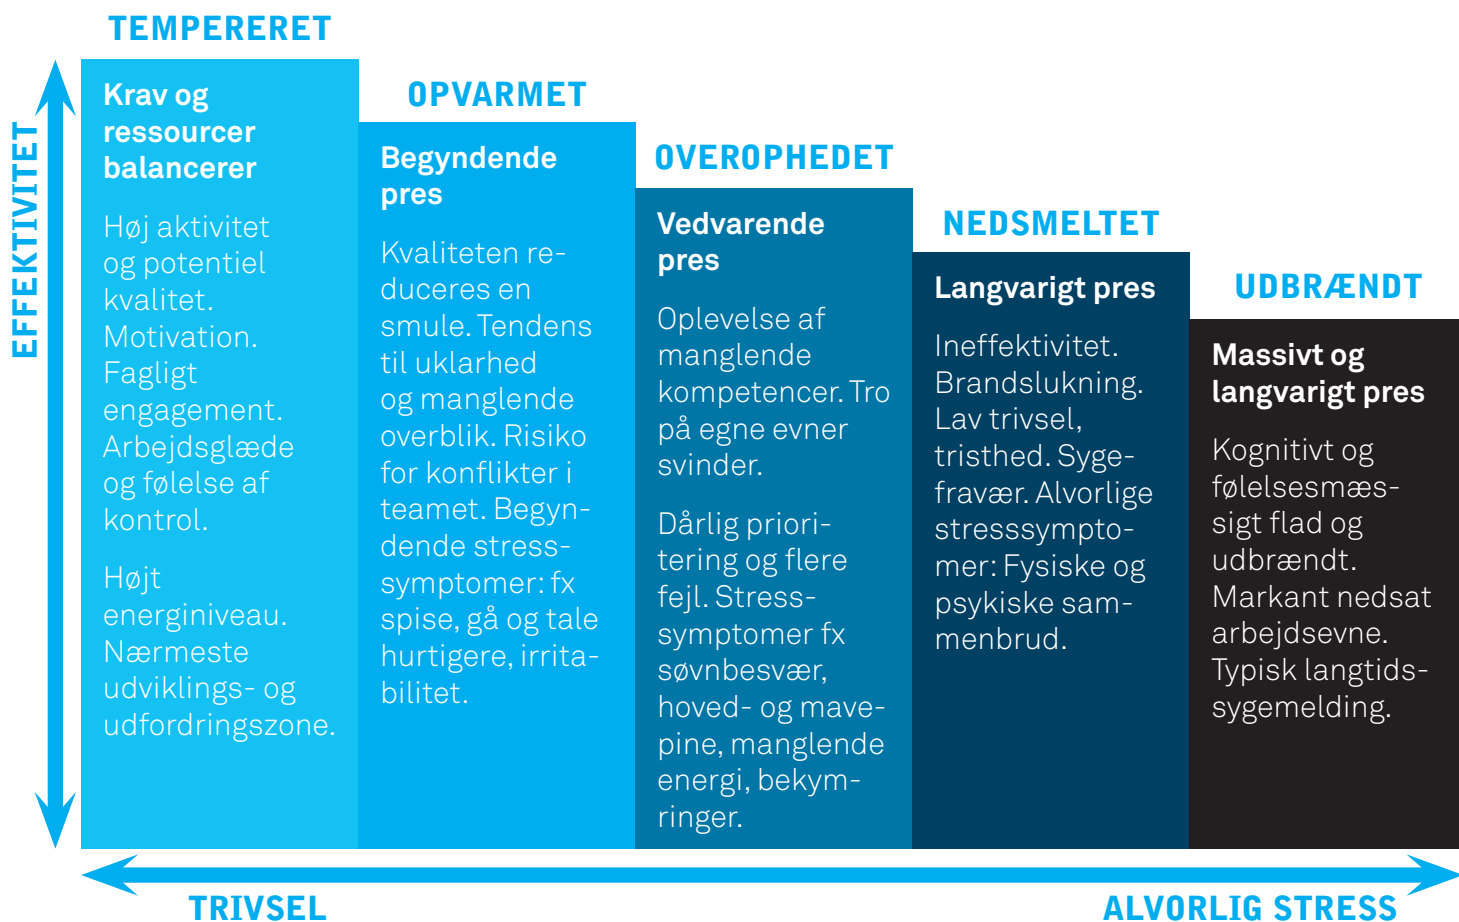 EFFEKTIVITET
TEMPERERET
Krav og
ressourcer
balancerer
Høj aktivitet
og potentiel
kvalitet.
Motivation.
Fagligt
engagement.
Arbejdsglæde
og følelse af
kontrol.
Højt
energiniveau.
Nærmeste
udviklings- og
udfordringszone.
OPVARMET
Begyndende
pres
Kvaliteten re-
duceres en
smule. Tendens
til uklarhed
og manglende
overblik. Risiko
for konflikter i
teamet. Begyn-
dende stress-
symptomer: fx
spise, gå og tale
hurtigere, irrita-
bilitet.
OVEROPHEDET
Vedvarende
pres
Oplevelse af
manglende
kompetencer. Tro
på egne evner
svinder.
Dårlig priori-
tering og flere
fejl. Stress-
symptomer fx
søvnbesvær,
hoved- og mave-
pine, manglende
energi, bekym-
ringer.
NEDSMELTET
Langvarigt pres
Ineffektivitet.
Brandslukning.
Lav trivsel,
tristhed. Syge-
fravær. Alvorlige
stresssympto-
mer: Fysiske og
psykiske sam-
menbrud.
UDBRÆNDT
Massivt og
langvarigt pres
Kognitivt og
følelsesmæs-
sigt flad og
udbrændt.
Markant nedsat
arbejdsevne.
Typisk langtids-
sygemelding.
TRIVSEL
ALVORLIG STRESS